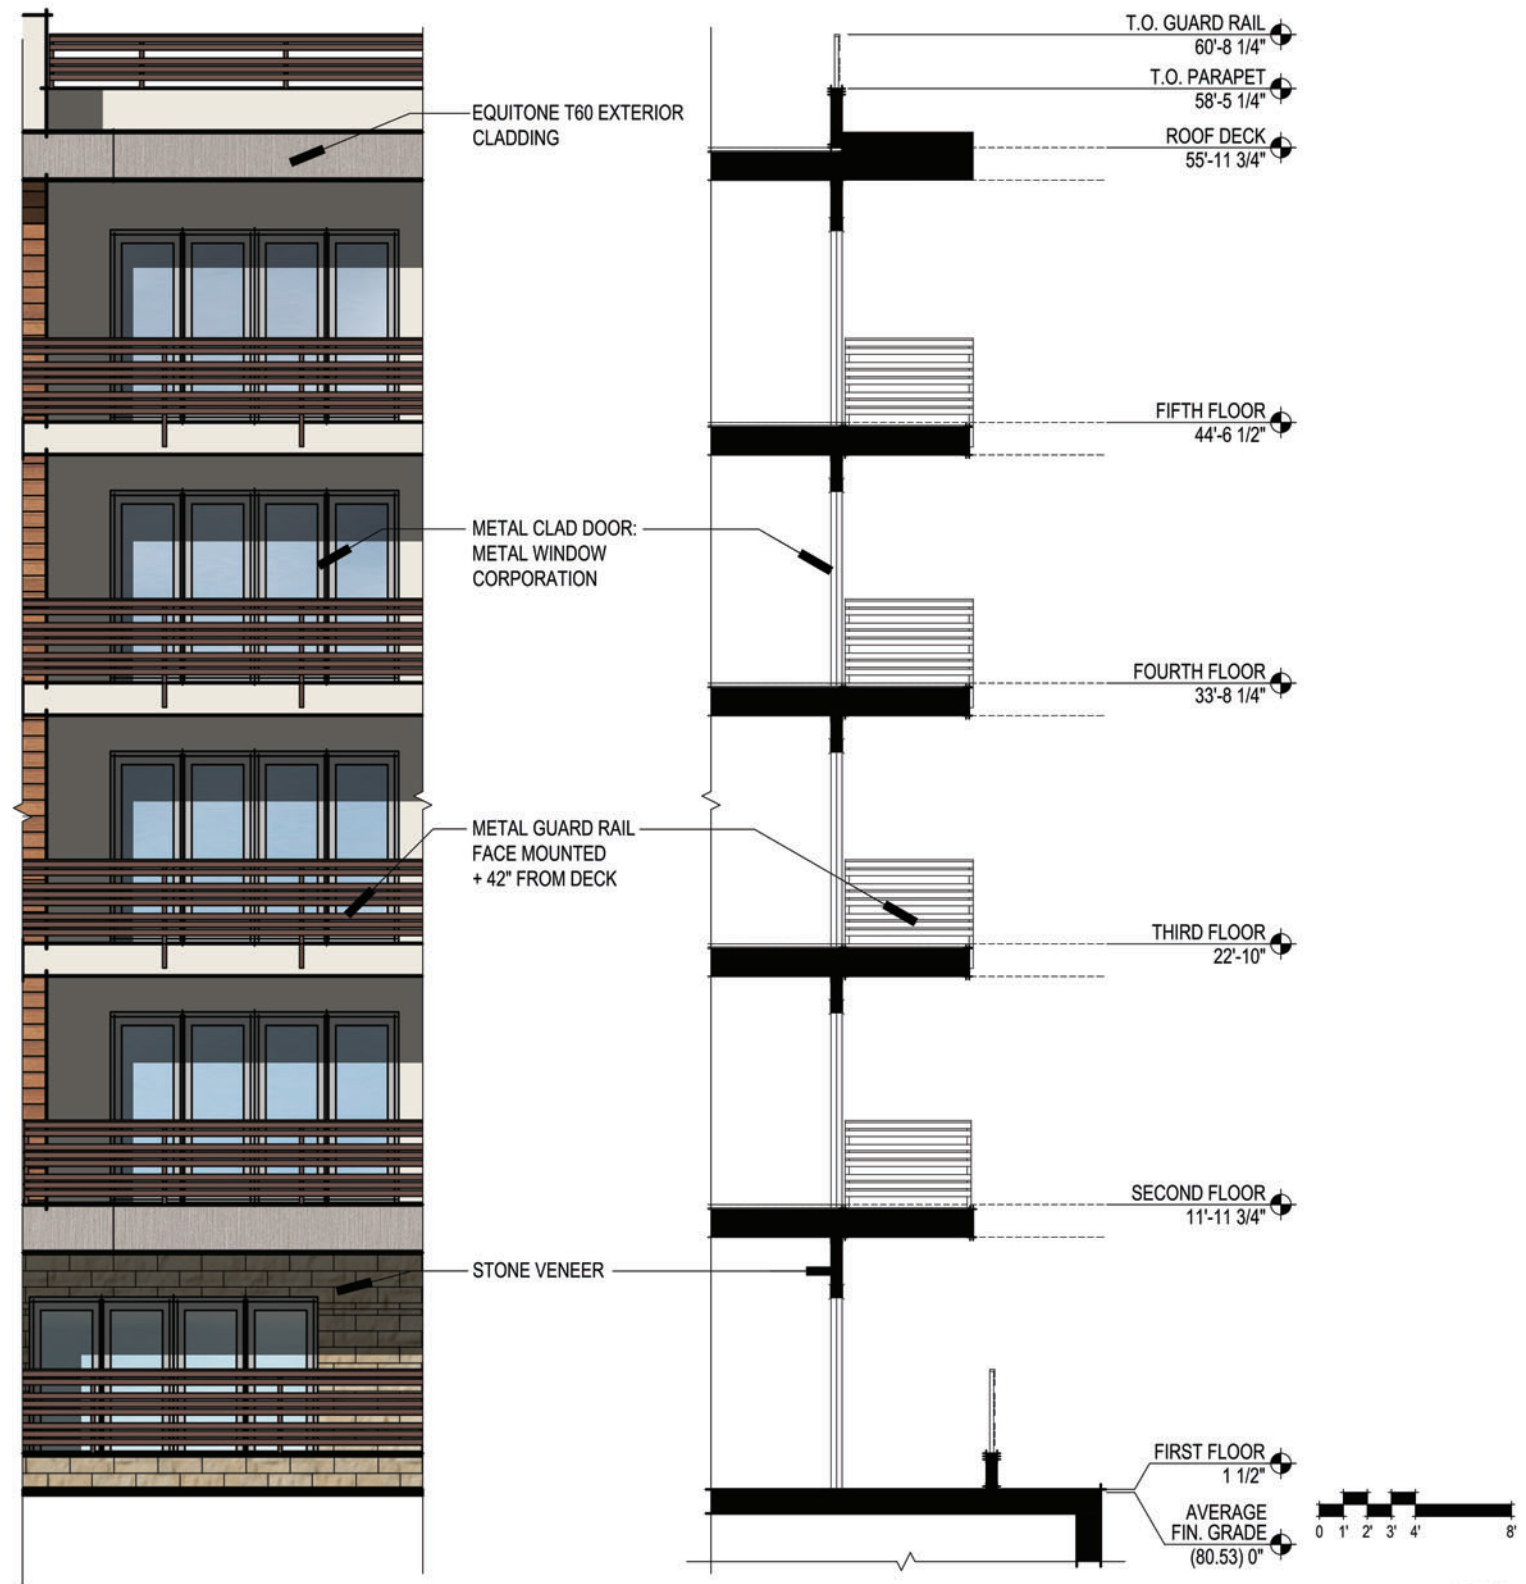 T.O. GUARD RAIL
60'-8 1/4"
T.O. PARAPET
58'-5 1/4"
EQUITONE T60 EXTERIOR
CLADDING
ROOF DECK
55'-11 3/4"
FIFTH FLOOR
44'-6 1/2"
METAL CLAD DOOR:
METAL WINDOW
CORPORATION
FOURTH FLOOR
33'-8 1/4"
METAL GUARD RAIL
FACE MOUNTED
+ 42" FROM DECK
THIRD FLOOR
22'-10"
SECOND FLOOR
11'-11 3/4"
STONE VENEER
FIRST FLOOR
1 1/2"
AVERAGE
FIN. GRADE
(80.53) 0"
0 1' 2' 3' 4' 8'